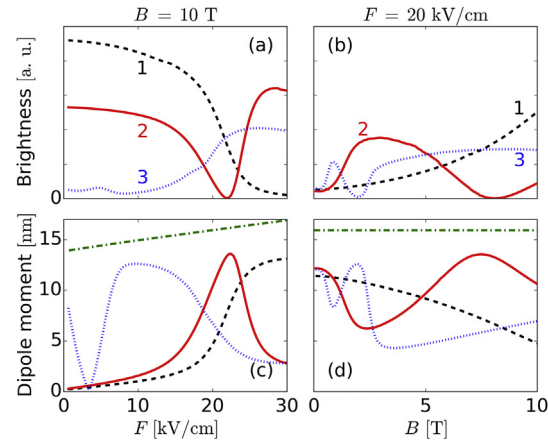 B = 10 T
F = 20 kV/cm
Brightness [a. u.]
0
(a)
1
2
3
(b)
1
2
3
Dipole moment [nm]
15
10
5
0
(c)
(d)
0
10
20
30
0
5
10
F [kV/cm]
B [T]